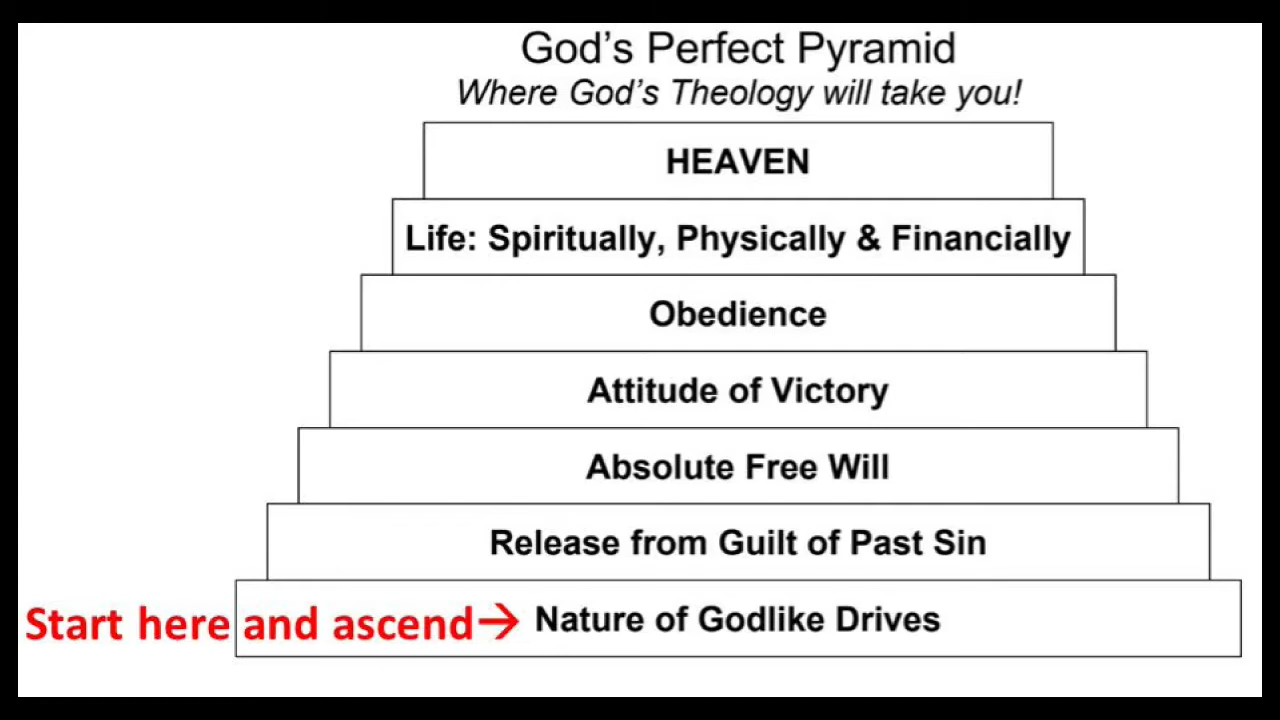 God's Perfect Pyramid
Where God's Theology will take you!
HEAVEN
Life: Spiritually, Physically & Financially
Obedience
Attitude of Victory
Absolute Free Will
Release from Guilt of Past Sin
Start here and ascend→ Nature of Godlike Drives